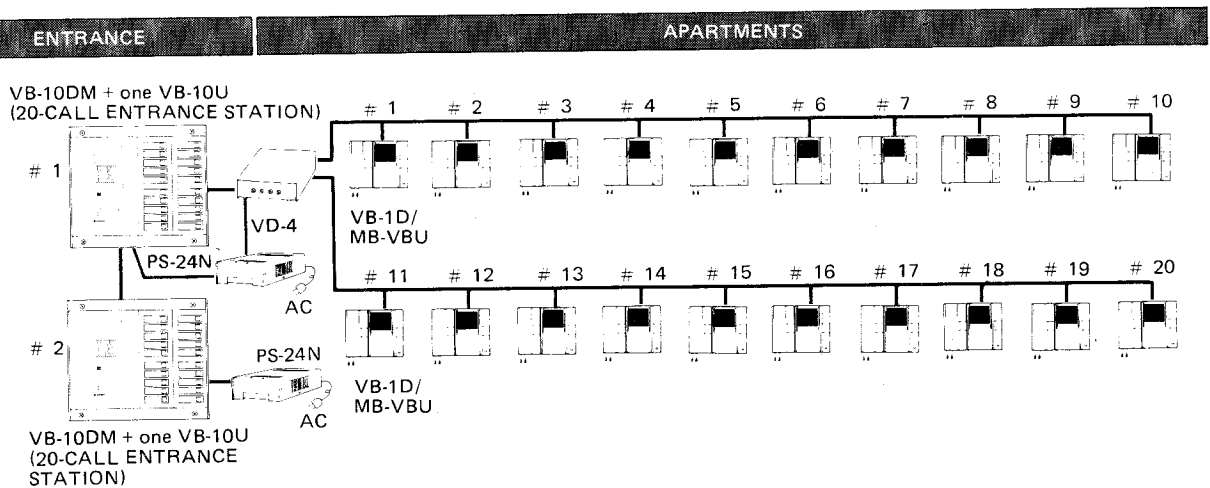 ENTRANCE
APARTMENTS
VB-10DM + one VB-10U
(20-CALL ENTRANCE STATION)
# 1
# 1 # 2 # 3 # 4 # 5 # 6 # 7 # 8 # 9 # 10
VD-4
VB-1D/
MB-VBU
PS-24N
AC
# 11 # 12 # 13 # 14 # 15 # 16 # 17 # 18 # 19 # 20
# 2
PS-24N
AC
VB-1D/
MB-VBU
VB-10DM + one VB-10U
(20-CALL ENTRANCE
STATION)